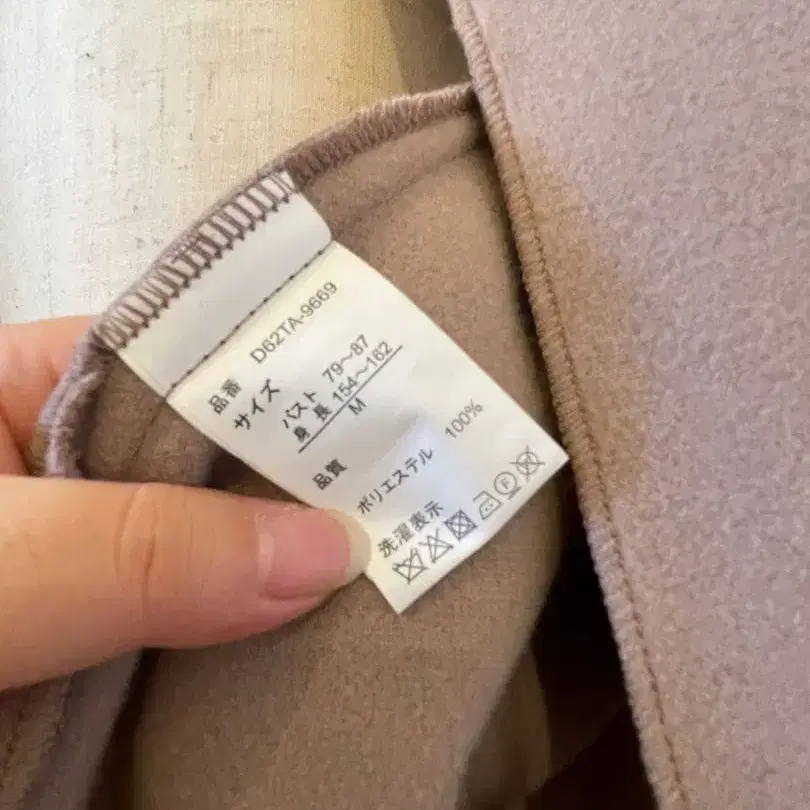 品番 D62TA-9669
サイズ
バスト 79～87
身長 154～162
M
品質
ポリエステル 100%
洗濯表示
F